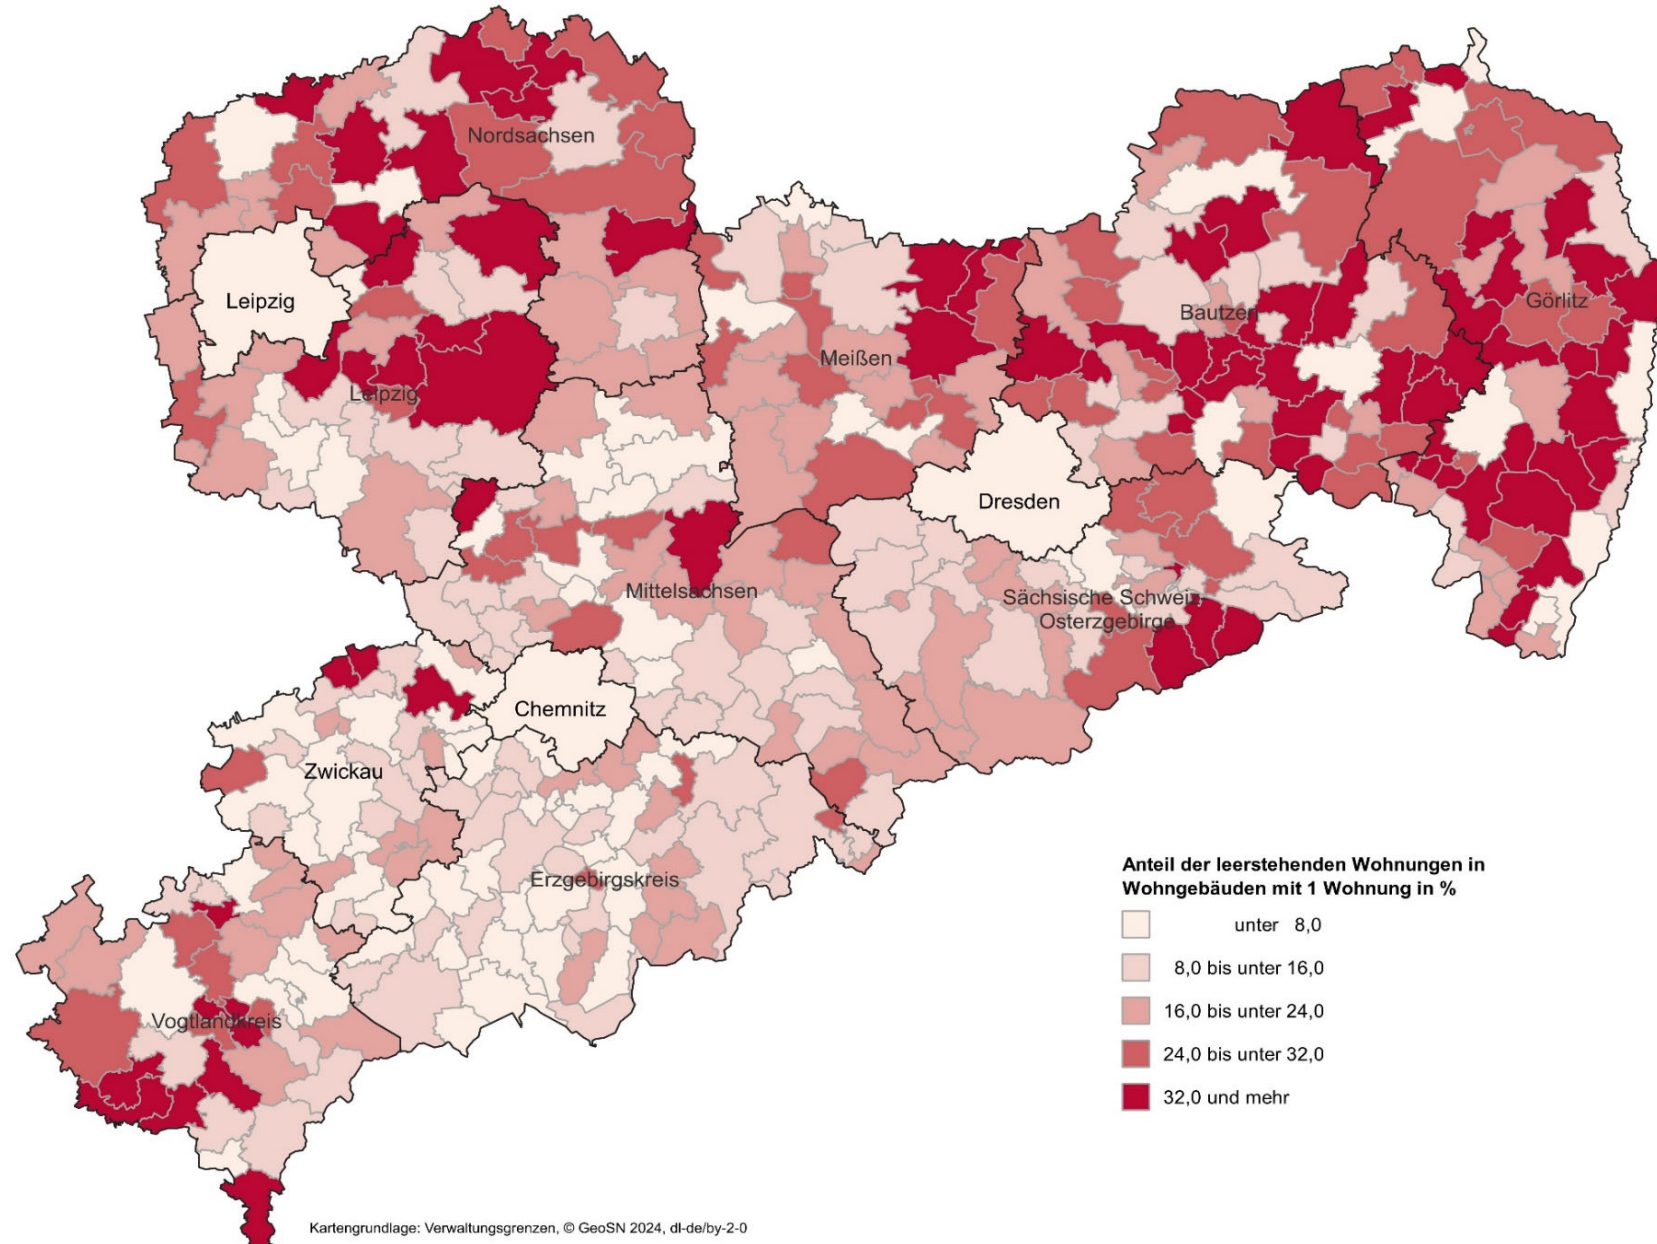 Nordsachsen
Leipzig
Görlitz
Bautzen
Meißen
Leipzig
Dresden
Mittelsachsen
Sächsische Schweiz-
Osterzgebirge
Chemnitz
Zwickau
Erzgebirgskreis
Vogtlandkreis
Anteil der leerstehenden Wohnungen in
Wohngebäuden mit 1 Wohnung in %
unter 8,0
8,0 bis unter 16,0
16,0 bis unter 24,0
24,0 bis unter 32,0
32,0 und mehr
Kartengrundlage: Verwaltungsgrenzen, © GeoSN 2024, dl-de/by-2-0